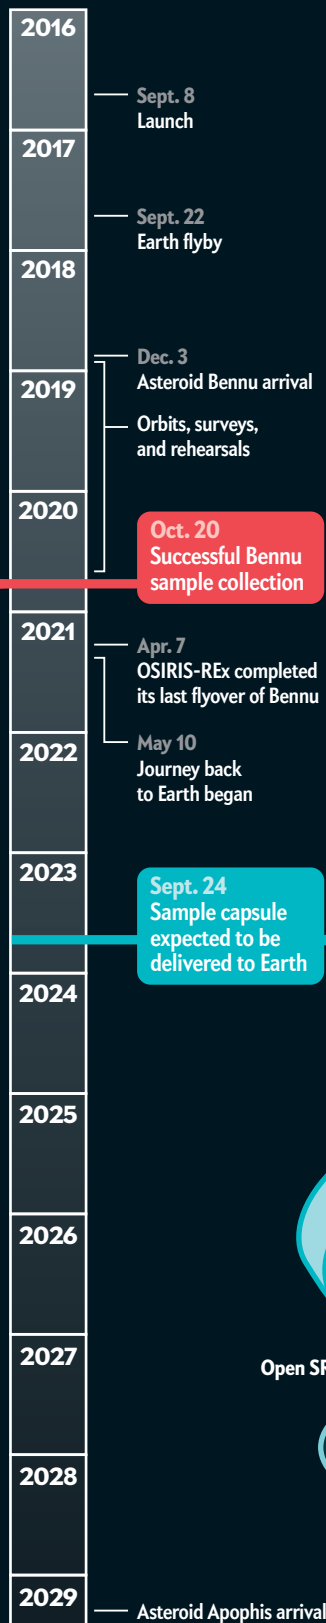 2016
Sept. 8
Launch
2017
Sept. 22
Earth flyby
2018
Dec. 3
Asteroid Bennu arrival
2019
Orbits, surveys,
and rehearsals
2020
Oct. 20
Successful Bennu
sample collection
2021
Apr. 7
OSIRIS-REx completed
its last flyover of Bennu
2022
May 10
Journey back
to Earth began
2023
Sept. 24
Sample capsule
expected to be
delivered to Earth
2024
2025
2026
2027
Open
2028
2029
Asteroid Apophis arrival